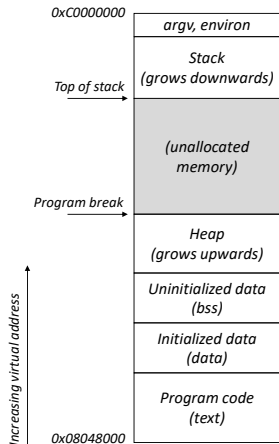 0xC0000000
argv, environ
Stack
(grows downwards)
Top of stack
(unallocated
memory)
Program break
Heap
(grows upwards)
Uninitialized data
(bss)
Initialized data
(data)
Program code
(text)
0x08048000
Increasing virtual address